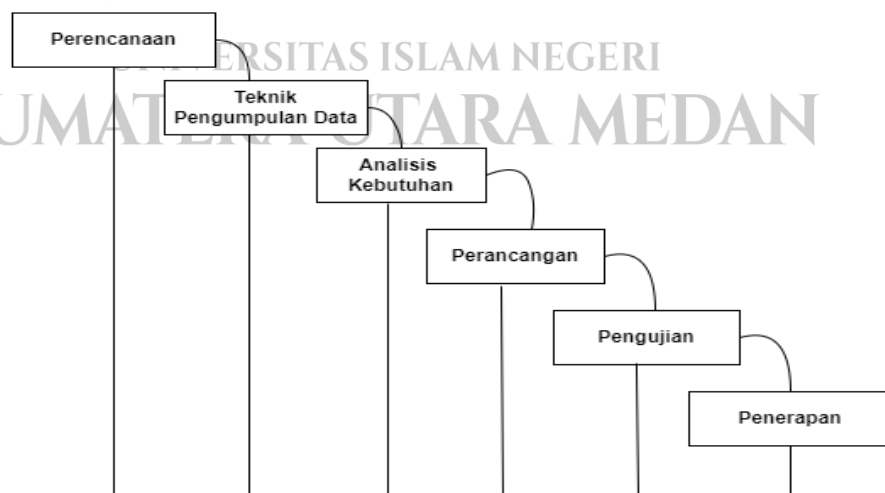 Perencanaan
UNIVERSITAS ISLAM NEGERI
Teknik
Pengumpulan Data
SUMATERA UTARA MEDAN
Analisis
Kebutuhan
Perancangan
Pengujian
Penerapan